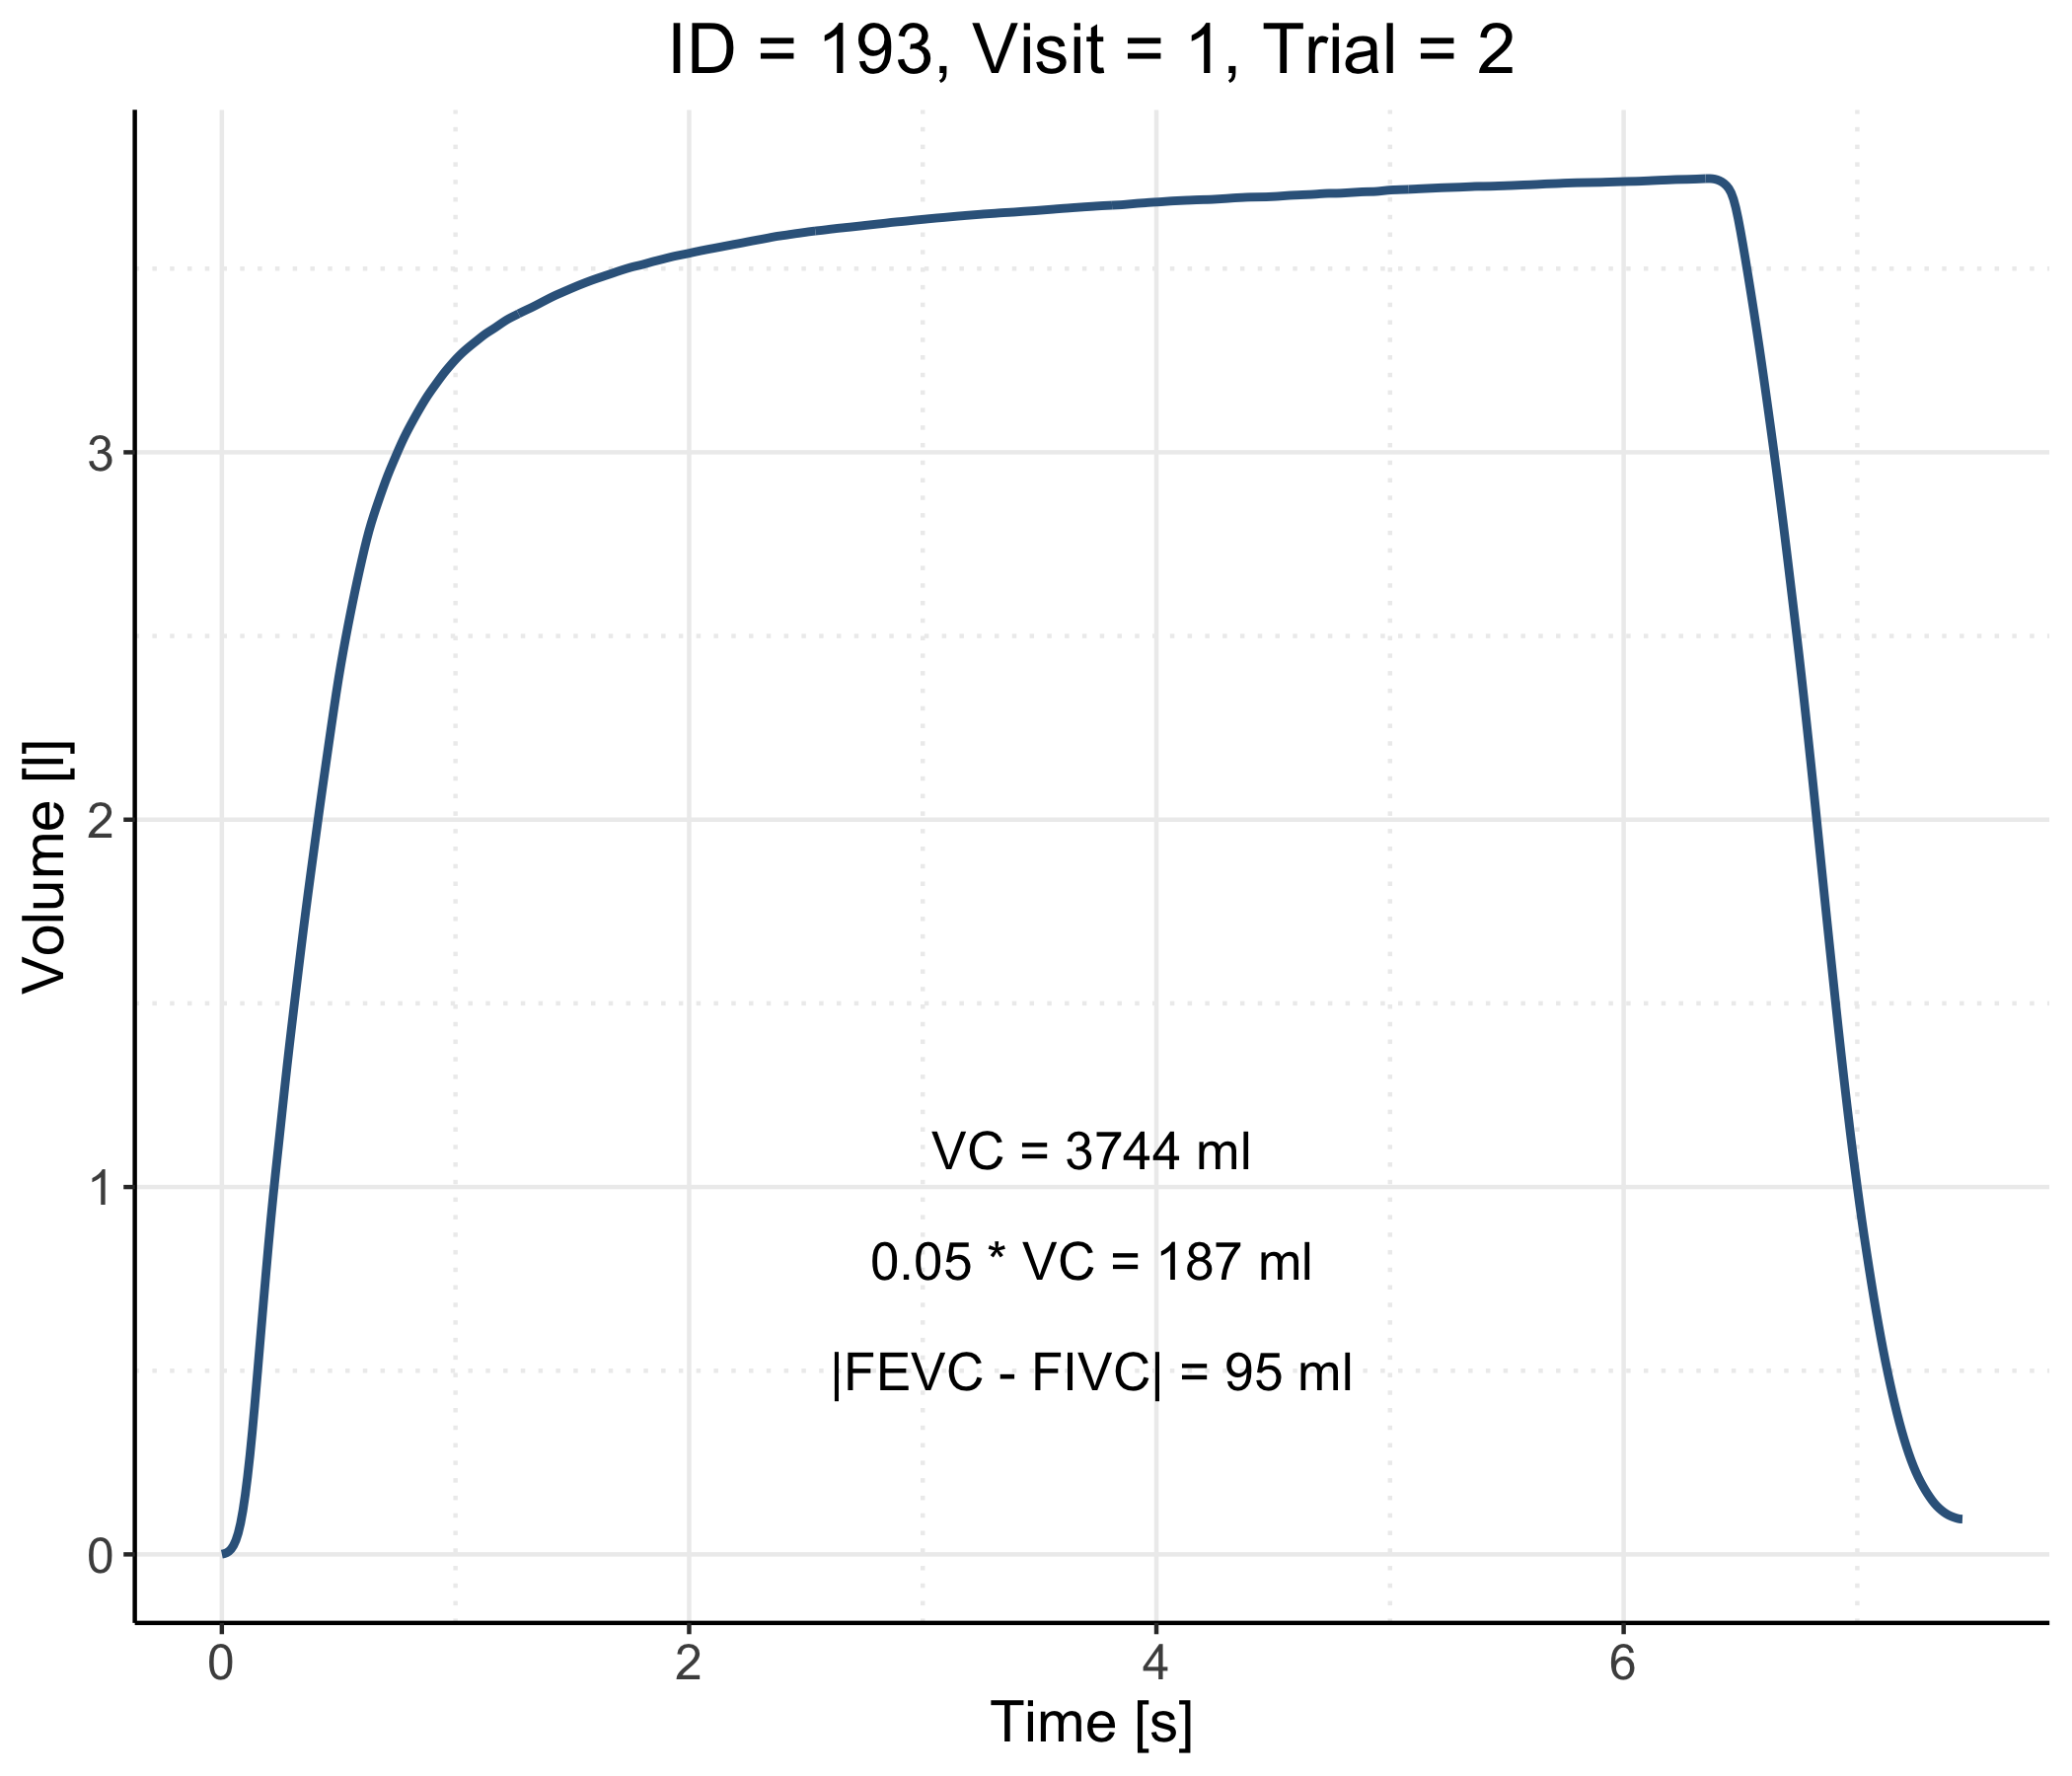 ID = 193, Visit = 1, Trial = 2
Volume [l]
3
2
1
0
VC = 3744 ml
0.05 * VC = 187 ml
|FEVC - FIVC| = 95 ml
0 2 4 6
Time [s]